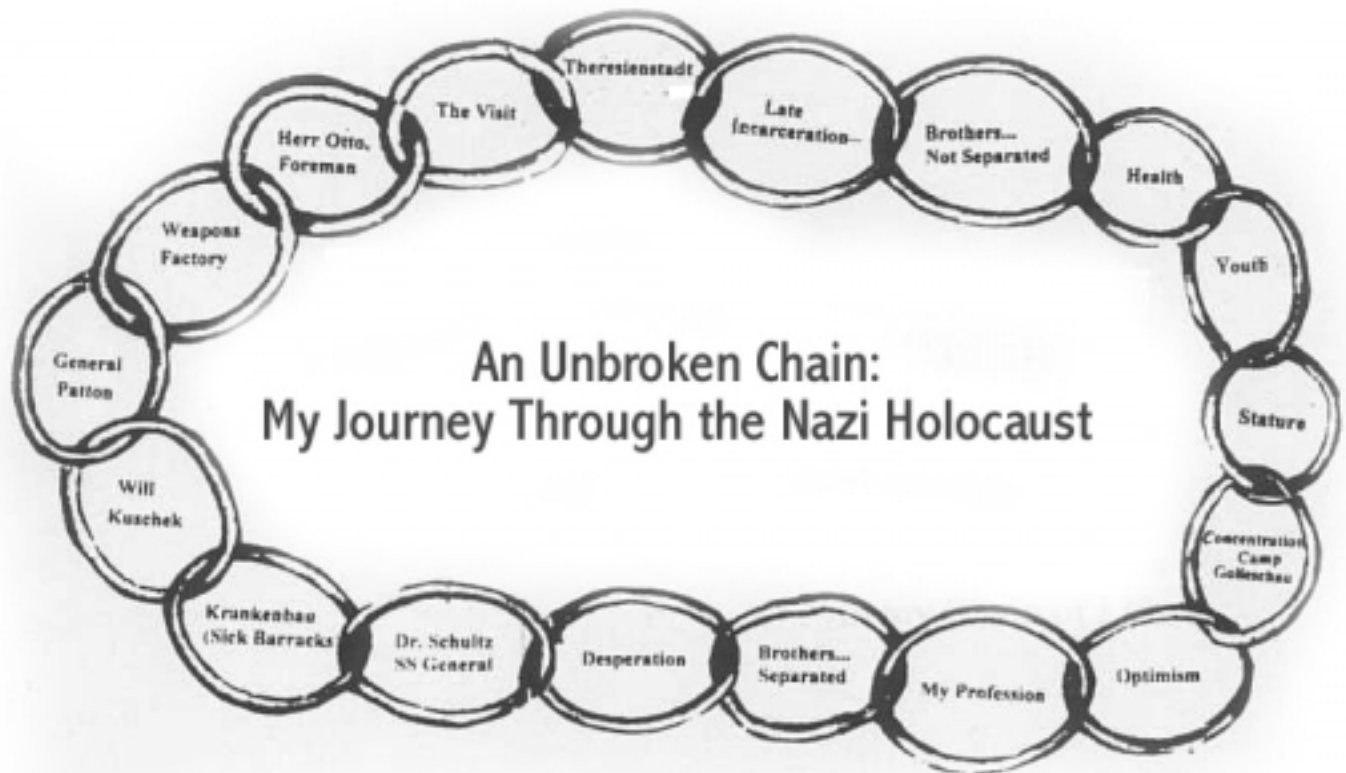 Theresienstadt
Late
Incarceration...
Brothers...
Not Separated
Health
Youth
Stature
Concentration
Camp
Golleschau
Optimism
My Profession
Brothers...
Separated
Desperation
Dr. Schultz
SS General
Krunkenbau
(Sick Barracks)
Will
Kuschek
General
Patton
Weapons
Factory
Herr Otto,
Foreman
The Visit
An Unbroken Chain:
My Journey Through the Nazi Holocaust